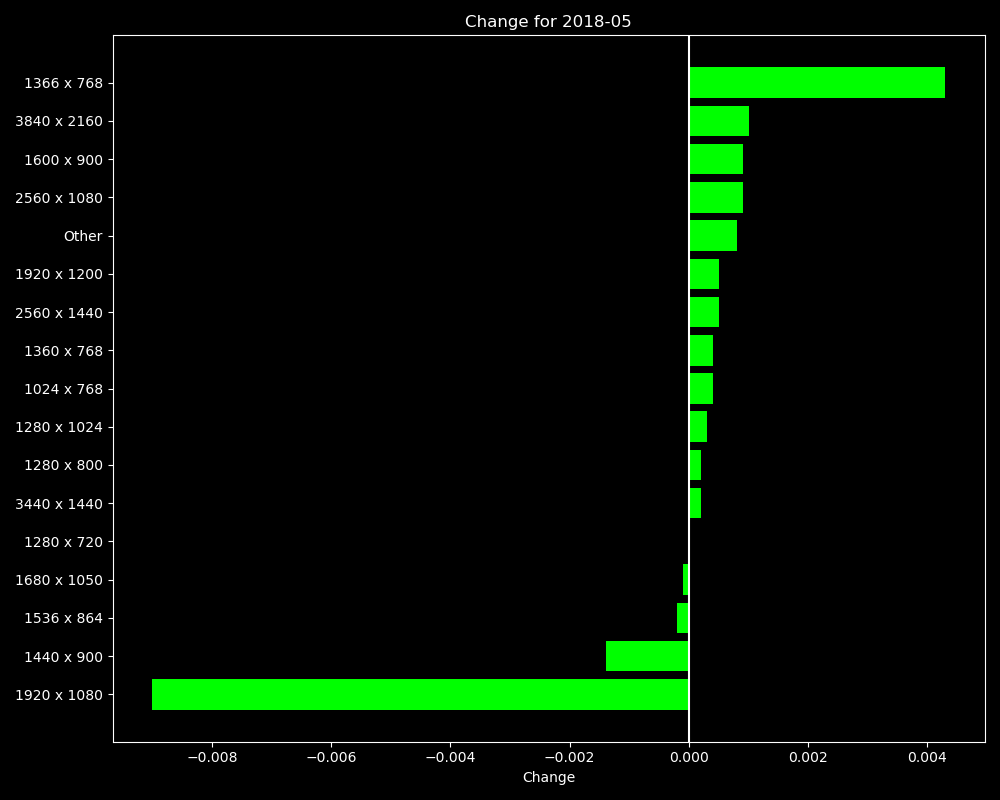 Change for 2018-05
1366 x 768
3840 x 2160
1600 x 900
2560 x 1080
Other
1920 x 1200
2560 x 1440
1360 x 768
1024 x 768
1280 x 1024
1280 x 800
3440 x 1440
1280 x 720
1680 x 1050
1536 x 864
1440 x 900
1920 x 1080
−0.008 −0.006 −0.004 −0.002 0.000 0.002 0.004
Change